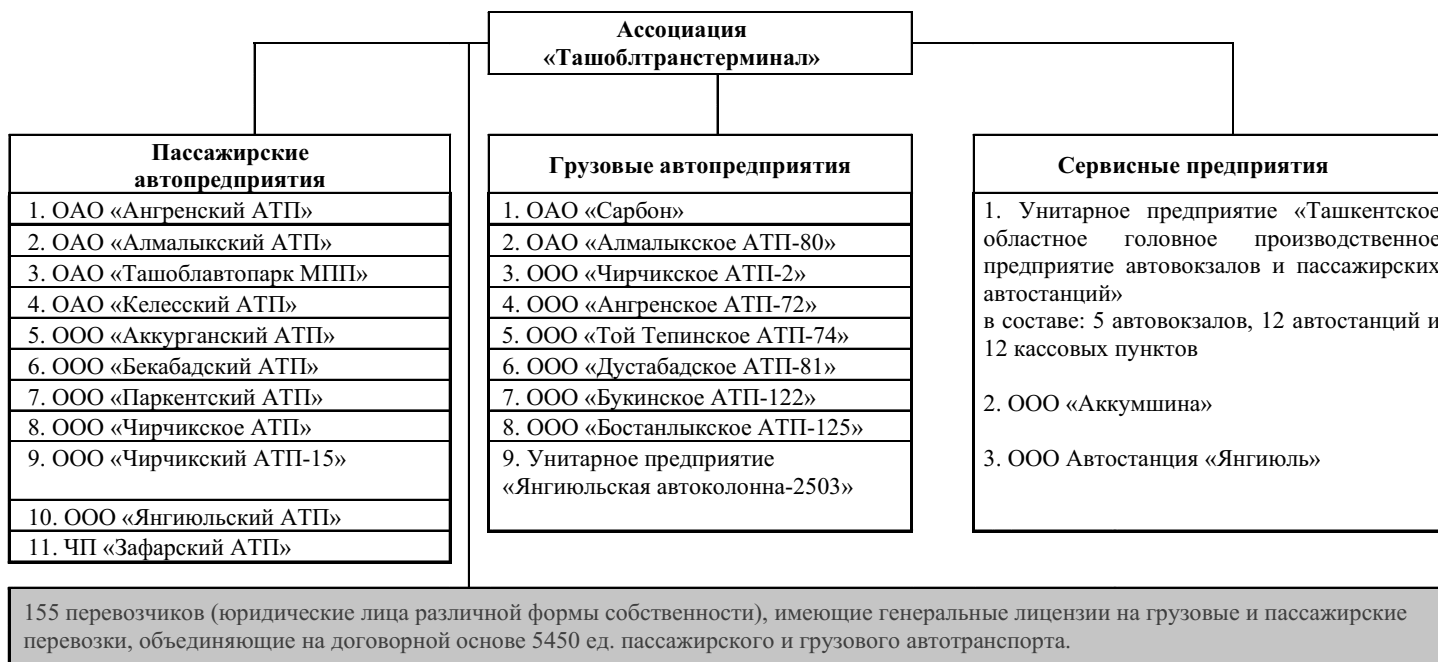 Ассоциация
«Ташоблтранстерминал»
Пассажирские
автопредприятия
1. ОАО «Ангренский АТП»
2. ОАО «Алмалыкский АТП»
3. ОАО «Ташоблавтопарк МПП»
4. ОАО «Келесский АТП»
5. ООО «Аккурганский АТП»
6. ООО «Бекабадский АТП»
7. ООО «Паркентский АТП»
8. ООО «Чирчикское АТП»
9. ООО «Чирчикский АТП-15»
10. ООО «Янгиюльский АТП»
11. ЧП «Зафарский АТП»
Грузовые автопредприятия
1. ОАО «Сарбон»
2. ОАО «Алмалыкское АТП-80»
3. ООО «Чирчикское АТП-2»
4. ООО «Ангренское АТП-72»
5. ООО «Той Тепинское АТП-74»
6. ООО «Дустабадское АТП-81»
7. ООО «Букинское АТП-122»
8. ООО «Бостанлыкское АТП-125»
9. Унитарное предприятие
«Янгиюльская автоколонна-2503»
Сервисные предприятия
1. Унитарное предприятие «Ташкентское
областное головное производственное
предприятие автовокзалов и пассажирских
автостанций»
в составе: 5 автовокзалов, 12 автостанций и
12 кассовых пунктов
2. ООО «Аккумшина»
3. ООО Автостанция «Янгиюль»
155 перевозчиков (юридические лица различной формы собственности), имеющие генеральные лицензии на грузовые и пассажирские
перевозки, объединяющие на договорной основе 5450 ед. пассажирского и грузового автотранспорта.